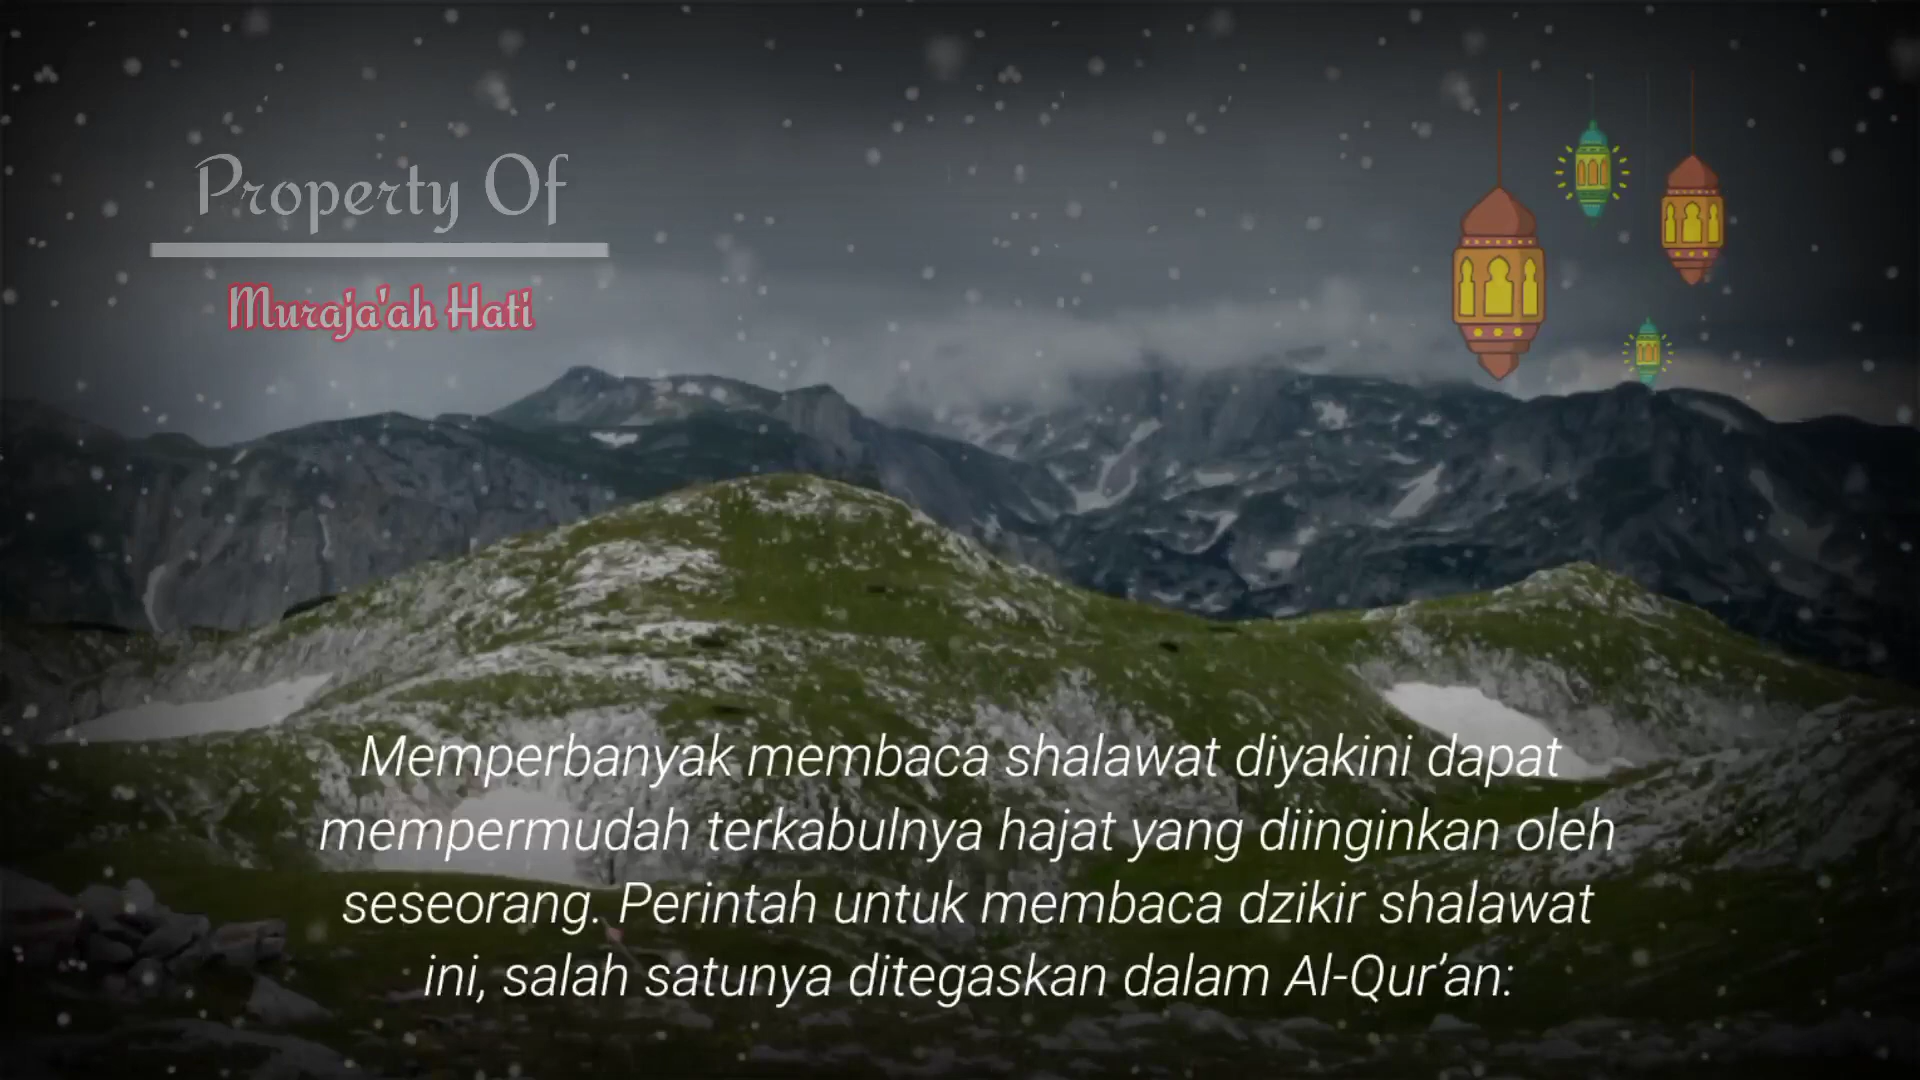 Property Of
Muraja'ah Hati
Memperbanyak membaca shalawat diyakini dapat
mempermudah terkabulnya hajat yang diinginkan oleh
seseorang. Perintah untuk membaca dzikir shalawat
ini, salah satunya ditegaskan dalam Al-Qur’an: